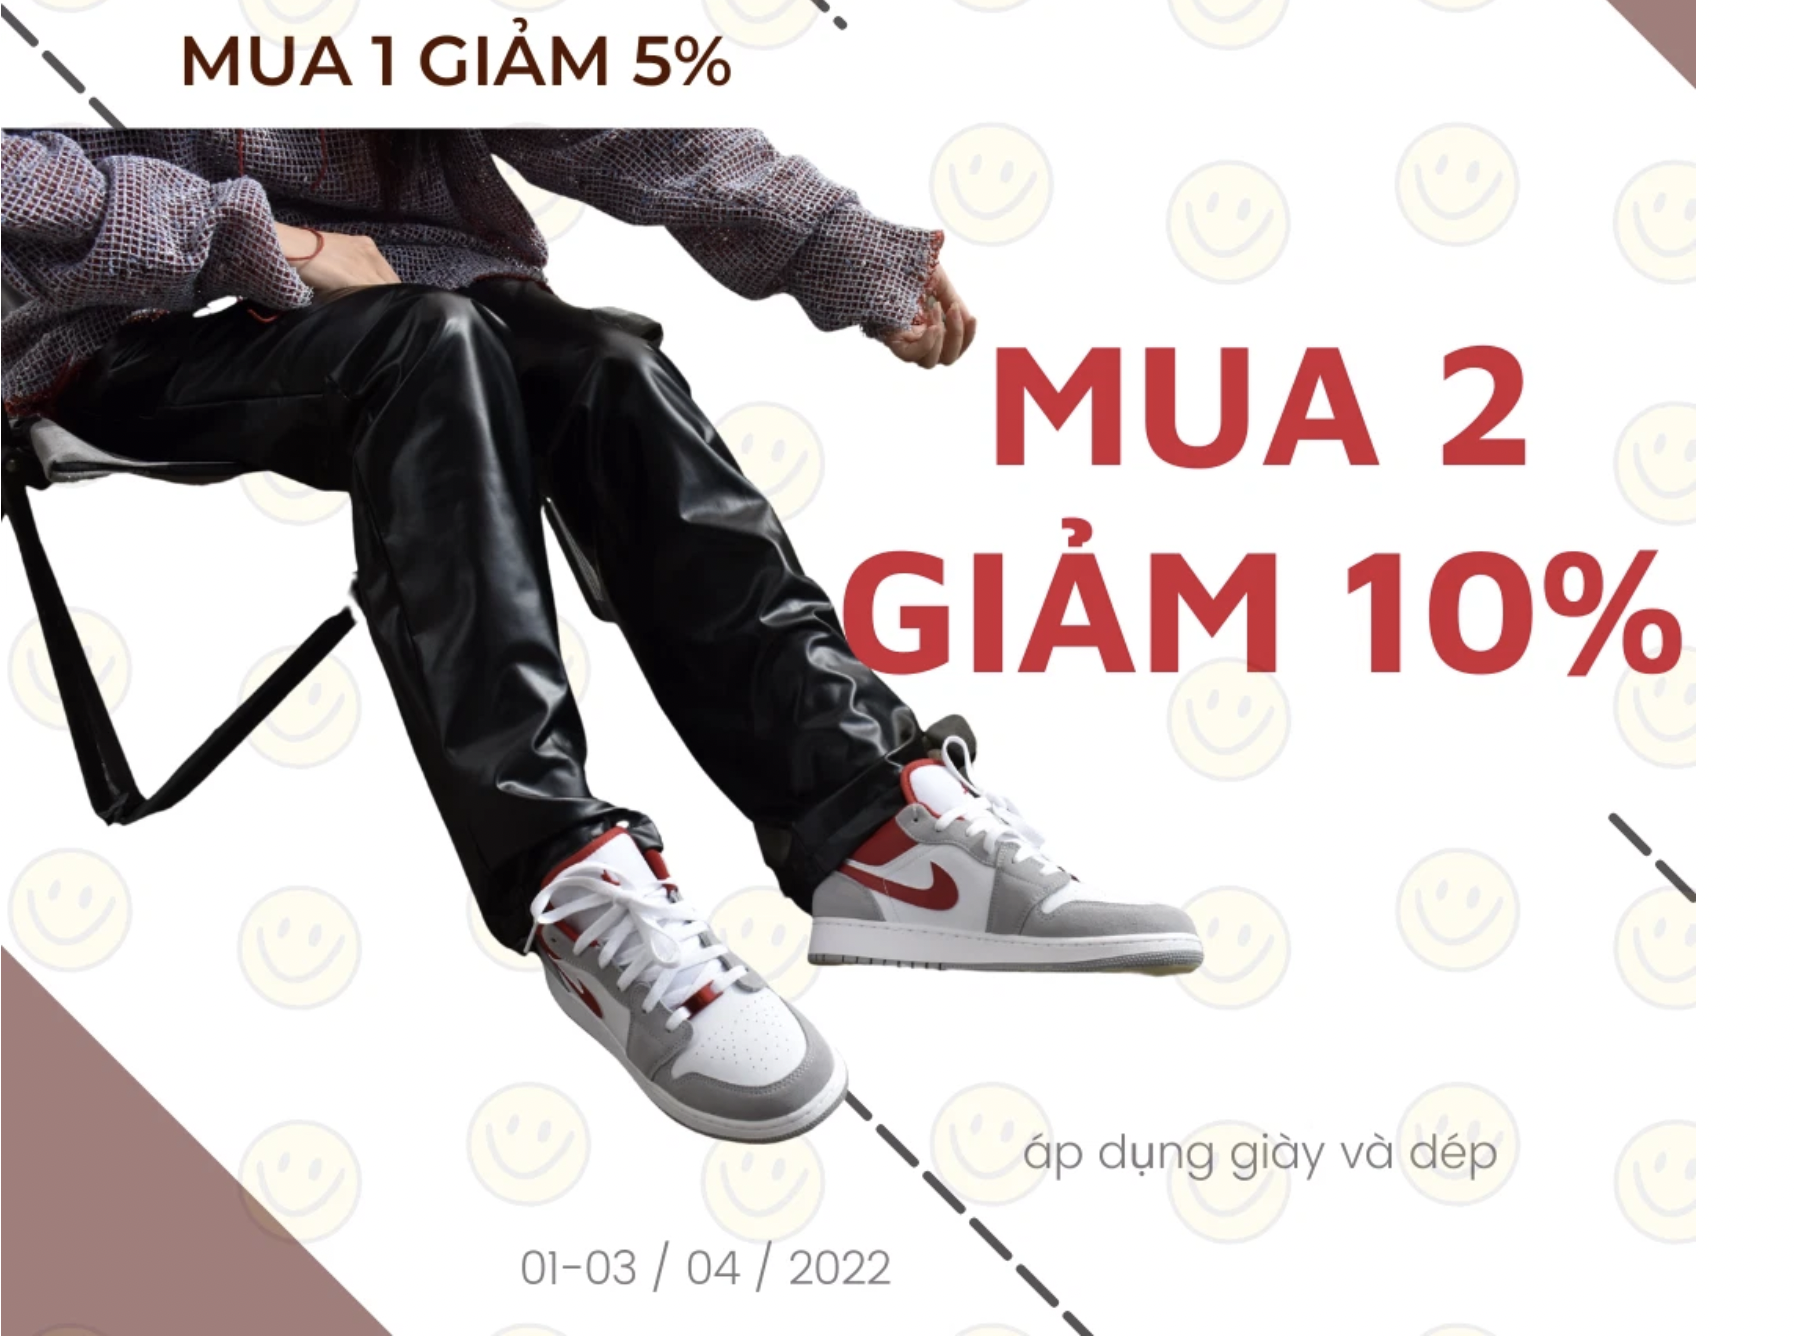 MUA 1 GIẢM 5%
MUA 2
GIẢM 10%
áp dụng giày và dép
01-03 / 04 / 2022